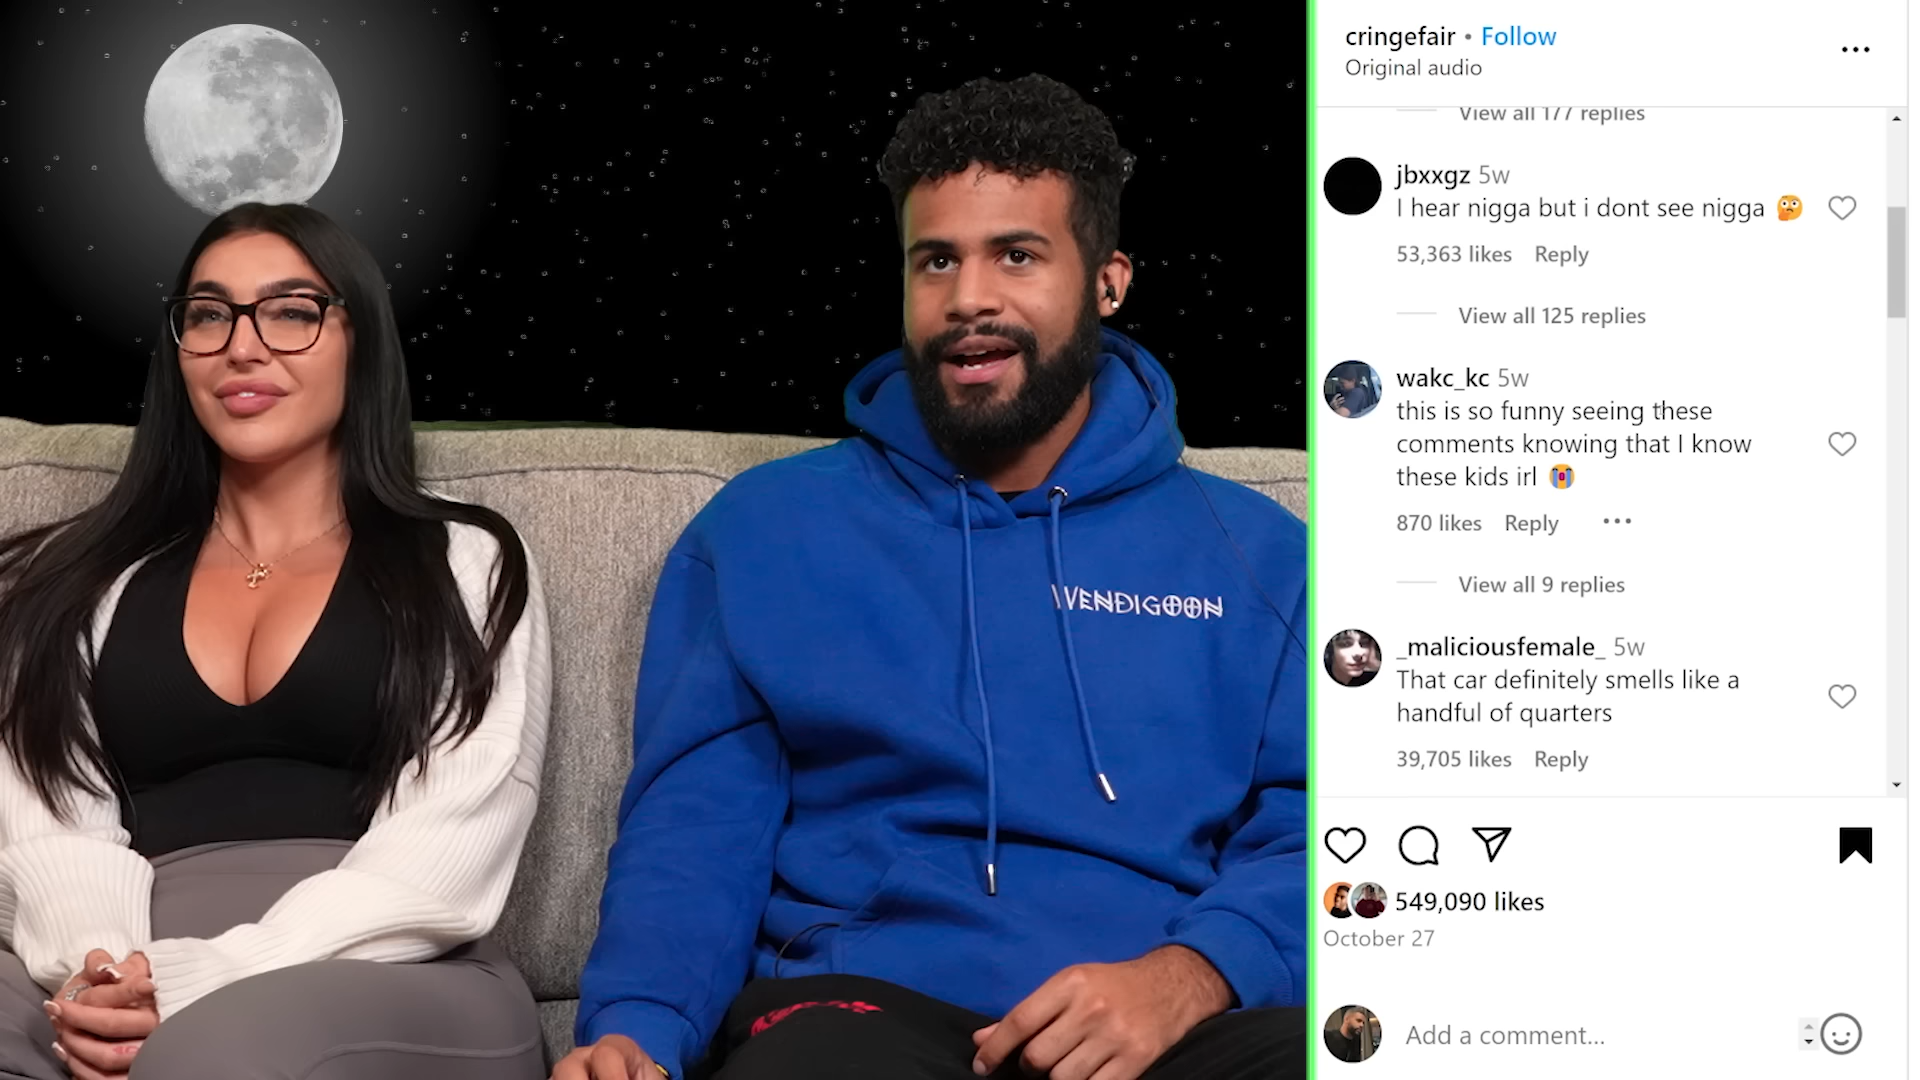 WENDIGOON
cringefair • Follow
Original audio
View all 177 replies
jbxxgz 5w
I hear nigga but i dont see nigga 🤔
53,363 likes Reply
View all 125 replies
wakc_kc 5w
this is so funny seeing these
comments knowing that I know
these kids irl 😭
870 likes Reply
View all 9 replies
_maliciousfemale_ 5w
That car definitely smells like a
handful of quarters
39,705 likes Reply
549,090 likes
October 27
Add a comment...